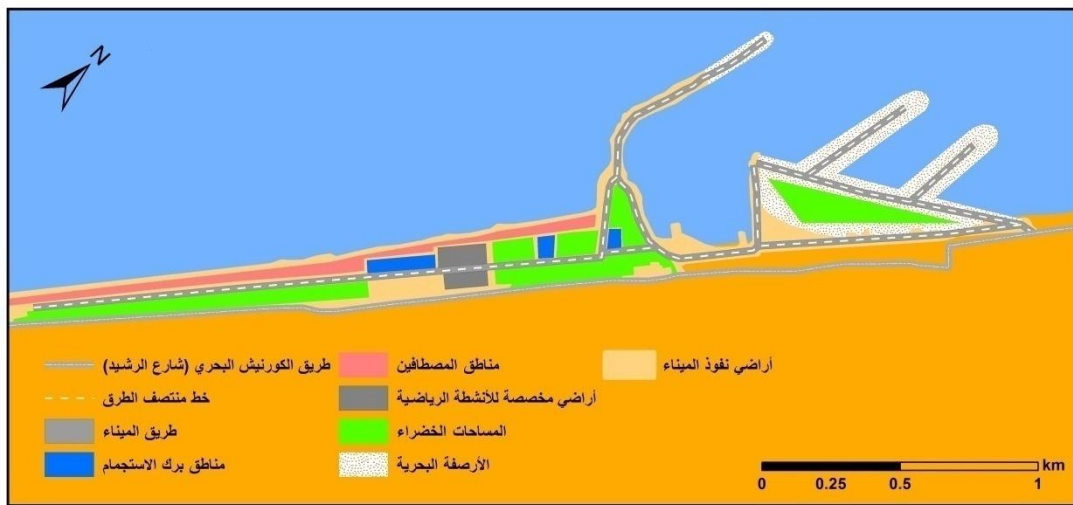 N
طريق الكورنيش البحري (شارع الرشيد)
مناطق المصطافين
أراضي نفوذ الميناء
خط منتصف الطرق
أراضي مخصصة للأنشطة الرياضية
طريق الميناء
المساحات الخضراء
مناطق برك الاستجمام
الأرصفة البحرية
km
0 0.25 0.5 1